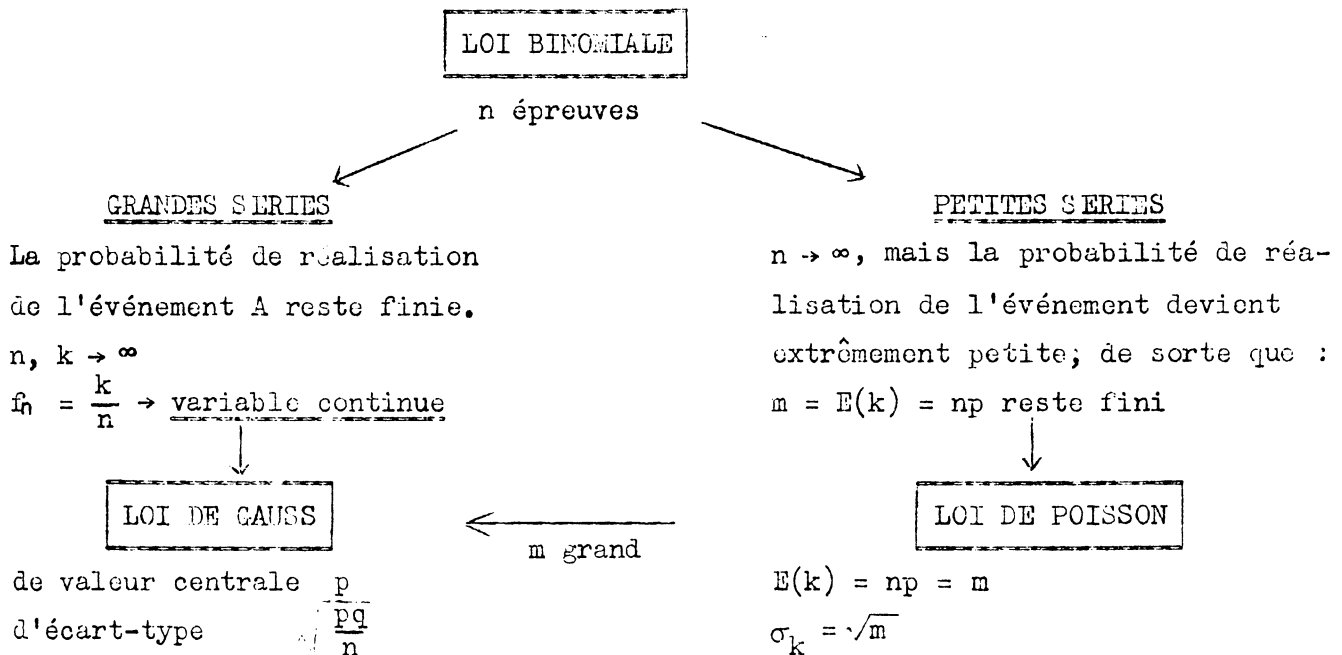 LOI BINOMIALE
n épreuves
GRANDES SERIES
La probabilité de réalisation
de l'événement A reste finie.
n, k → ∞
fn = k/n → variable continue
LOI DE GAUSS
de valeur centrale p
d'écart-type √(pq/n)
PETITES SERIES
n → ∞, mais la probabilité de réa-
lisation de l'événement devient
extrêmement petite; de sorte que :
m = E(k) = np reste fini
LOI DE POISSON
E(k) = np = m
σk = √m
m grand